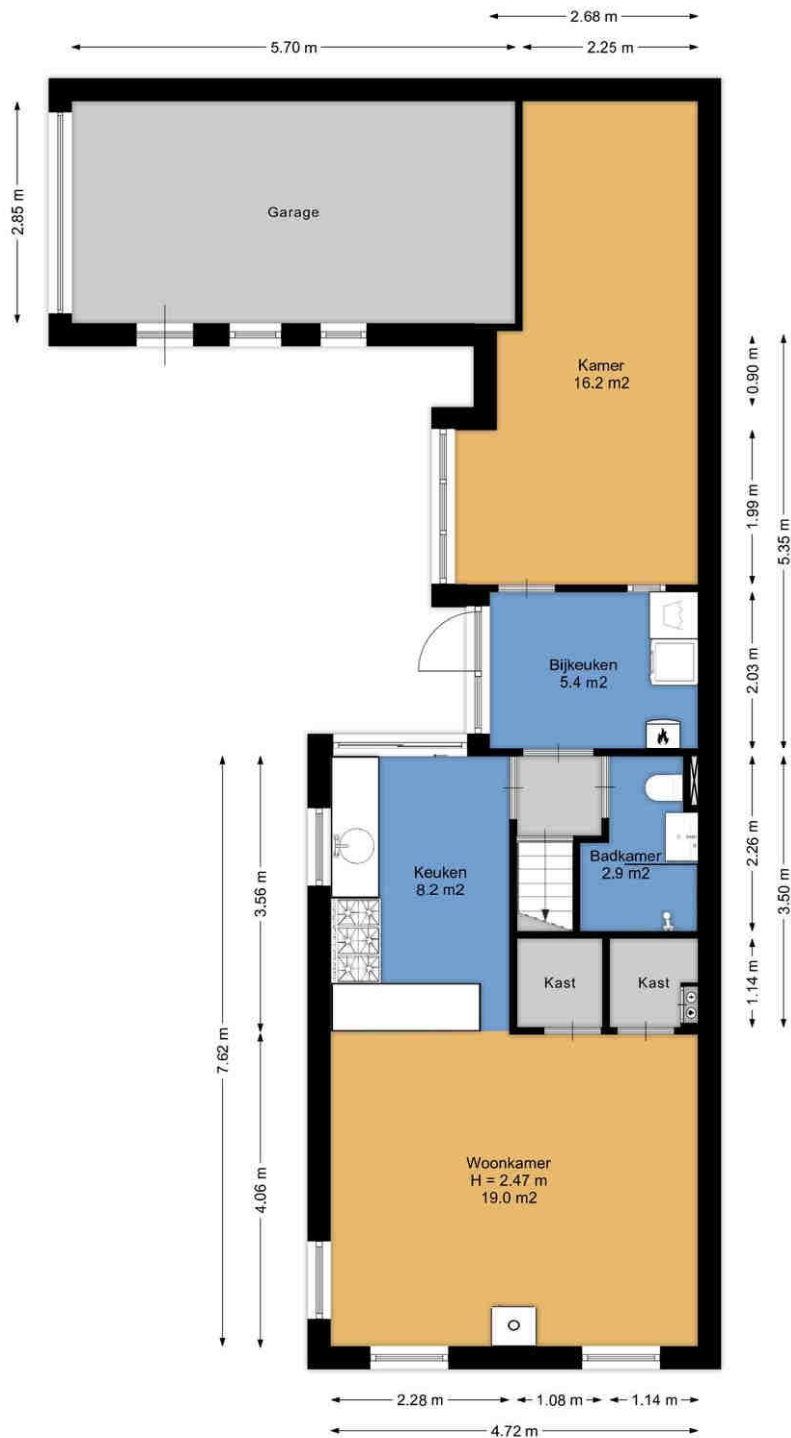 2.68 m
5.70 m
2.25 m
2.85 m
Garage
Kamer
16.2 m2
0.90 m
1.99 m
5.35 m
Bijkeuken
5.4 m2
2.03 m
Keuken
8.2 m2
Badkamer
2.9 m2
3.56 m
2.26 m
3.50 m
Kast
Kast
1.14 m
7.62 m
Woonkamer
H = 2.47 m
19.0 m2
4.06 m
2.28 m
1.08 m
1.14 m
4.72 m